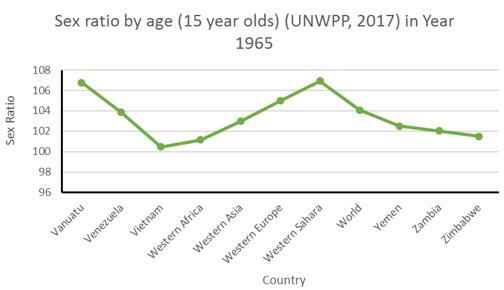 Sex ratio by age (15 year olds) (UNWPP, 2017) in Year
1965
108
106
104
102
100
98
96
Sex Ratio
Vanuatu
Venezuela
Vietnam
Western Africa
Western Asia
Western Europe
Western Sahara
World
Yemen
Zambia
Zimbabwe
Country